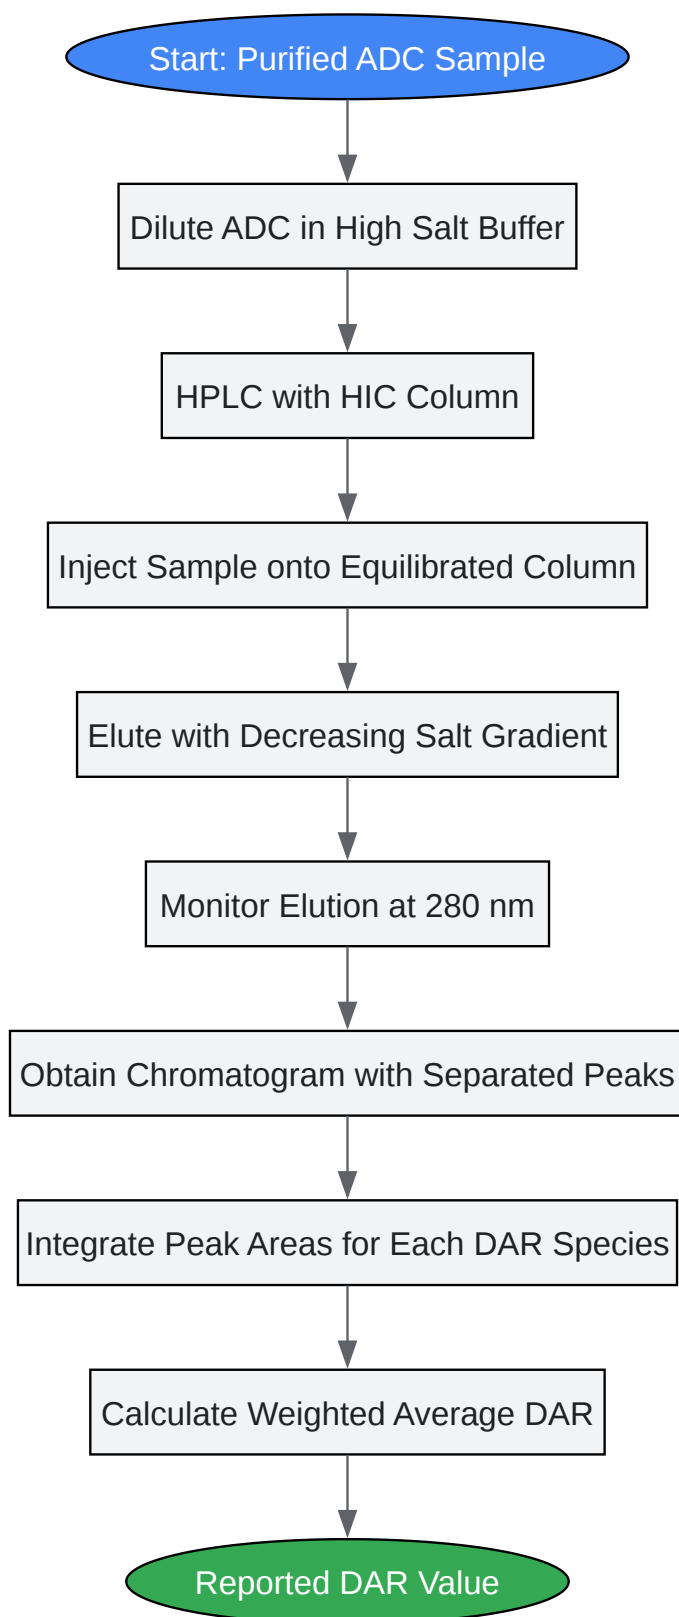 Start: Purified ADC Sample
Dilute ADC in High Salt Buffer
HPLC with HIC Column
Inject Sample onto Equilibrated Column
Elute with Decreasing Salt Gradient
Monitor Elution at 280 nm
Obtain Chromatogram with Separated Peaks
Integrate Peak Areas for Each DAR Species
Calculate Weighted Average DAR
Reported DAR Value